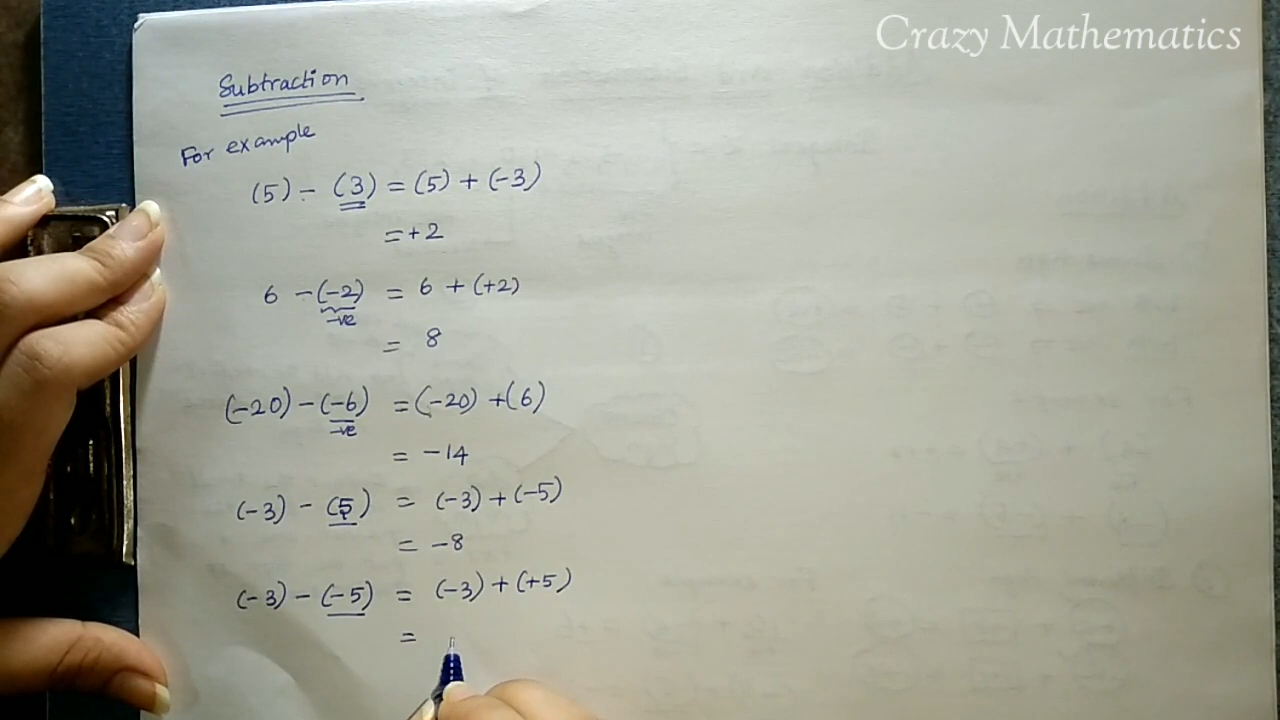 Crazy Mathematics
Subtraction
For example
(5) - (3) = (5) + (-3)
= +2
6 - (-2) = 6 + (+2)
-ve
= 8
(-20) - (-6) = (-20) + (6)
-ve
= -14
(-3) - (5) = (-3) + (-5)
= -8
(-3) - (-5) = (-3) + (+5)
=